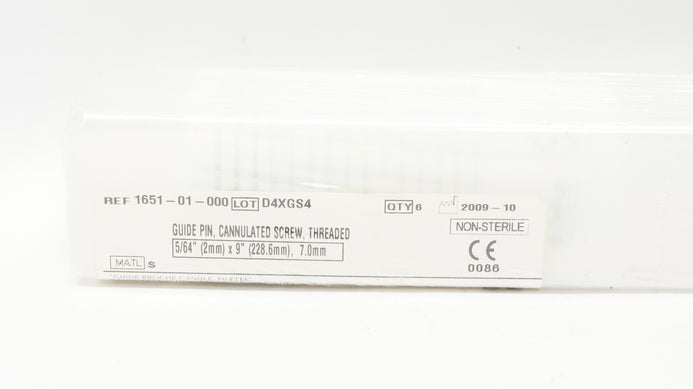 REF 1651-01-000 LOT D4XGS4 QTY 6 2009-10
NON-STERILE
GUIDE PIN, CANNULATED SCREW, THREADED
5/64" (2mm) x 9" (228.6mm), 7.0mm
CE
0086
MAT'L S